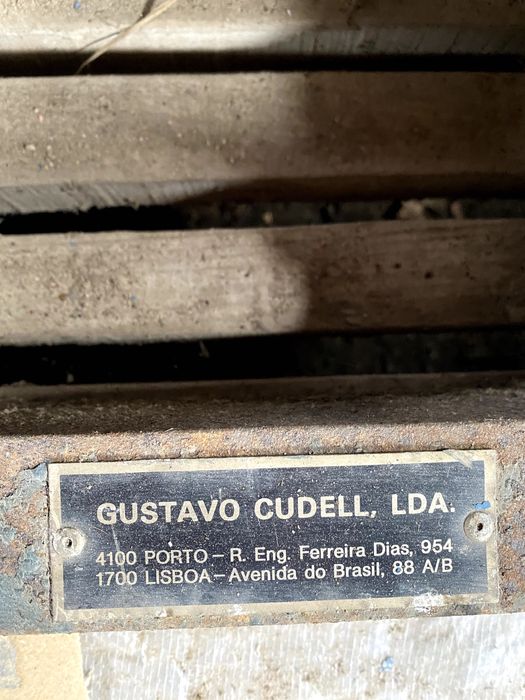 GUSTAVO CUDELL, LDA.
4100 PORTO – R. Eng. Ferreira Dias, 954
1700 LISBOA – Avenida do Brasil, 88 A/B